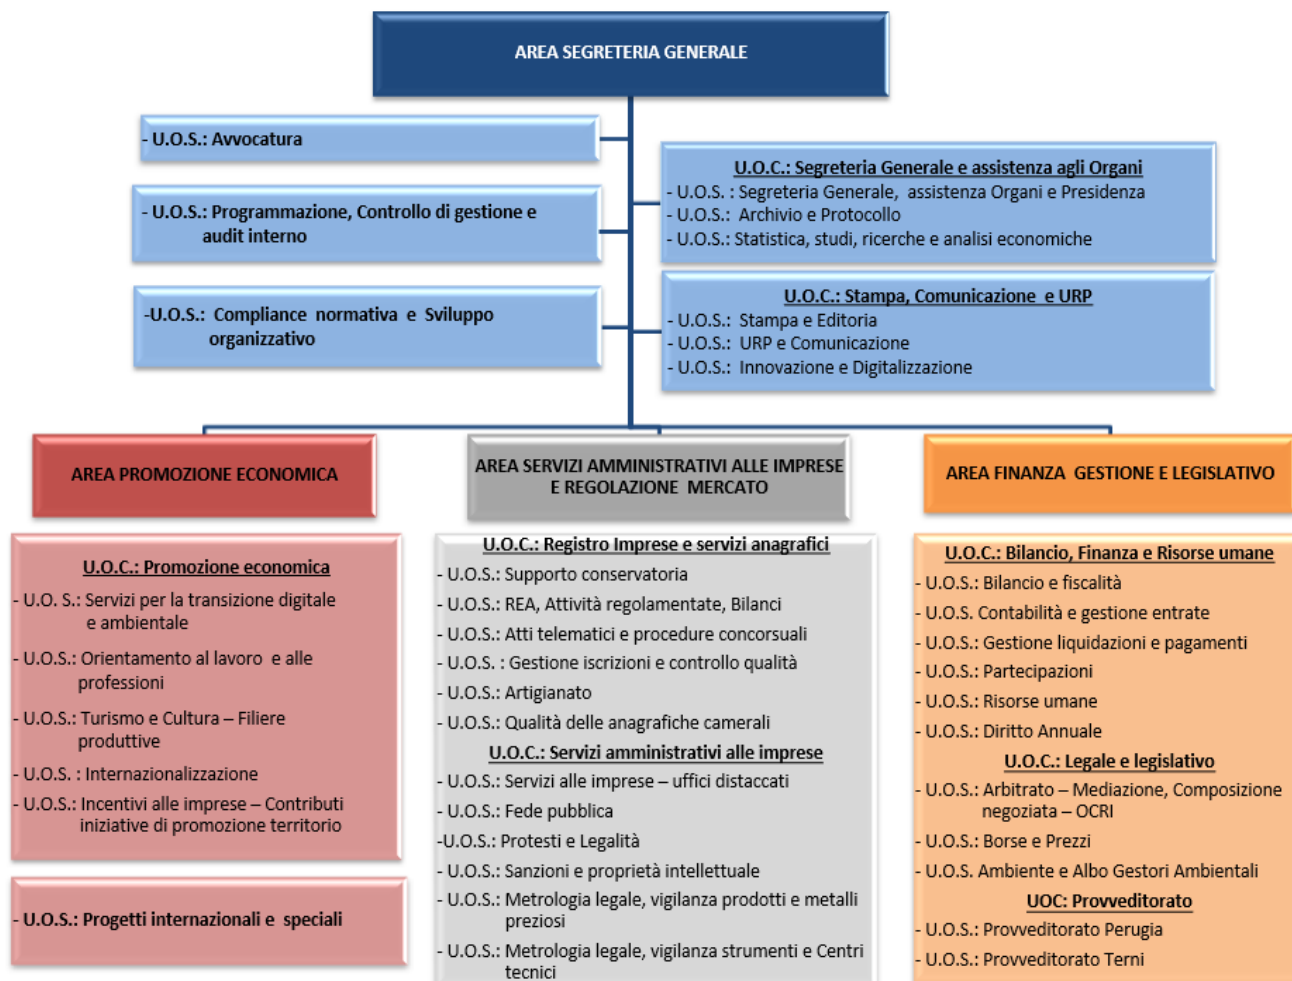 AREA SEGRETERIA GENERALE
- U.O.S.: Avvocatura
- U.O.S.: Programmazione, Controllo di gestione e
audit interno
-U.O.S.: Compliance normativa e Sviluppo
organizzativo
U.O.C.: Segreteria Generale e assistenza agli Organi
- U.O.S. : Segreteria Generale, assistenza Organi e Presidenza
- U.O.S.: Archivio e Protocollo
- U.O.S.: Statistica, studi, ricerche e analisi economiche
U.O.C.: Stampa, Comunicazione e URP
- U.O.S.: Stampa e Editoria
- U.O.S.: URP e Comunicazione
- U.O.S.: Innovazione e Digitalizzazione
AREA PROMOZIONE ECONOMICA
U.O.C.: Promozione economica
- U.O. S.: Servizi per la transizione digitale
e ambientale
- U.O.S.: Orientamento al lavoro e alle
professioni
- U.O.S.: Turismo e Cultura – Filiere
produttive
- U.O.S. : Internazionalizzazione
- U.O.S.: Incentivi alle imprese – Contributi
iniziative di promozione territorio
- U.O.S.: Progetti internazionali e speciali
AREA SERVIZI AMMINISTRATIVI ALLE IMPRESE
E REGOLAZIONE MERCATO
U.O.C.: Registro Imprese e servizi anagrafici
- U.O.S.: Supporto conservatoria
- U.O.S.: REA, Attività regolamentate, Bilanci
- U.O.S.: Atti telematici e procedure concorsuali
- U.O.S. : Gestione iscrizioni e controllo qualità
- U.O.S.: Artigianato
- U.O.S.: Qualità delle anagrafiche camerali
U.O.C.: Servizi amministrativi alle imprese
- U.O.S.: Servizi alle imprese – uffici distaccati
- U.O.S.: Fede pubblica
-U.O.S.: Protesti e Legalità
- U.O.S.: Sanzioni e proprietà intellettuale
- U.O.S.: Metrologia legale, vigilanza prodotti e metalli
preziosi
- U.O.S.: Metrologia legale, vigilanza strumenti e Centri
tecnici
AREA FINANZA GESTIONE E LEGISLATIVO
U.O.C.: Bilancio, Finanza e Risorse umane
- U.O.S.: Bilancio e fiscalità
- U.O.S. Contabilità e gestione entrate
- U.O.S.: Gestione liquidazioni e pagamenti
- U.O.S.: Partecipazioni
- U.O.S.: Risorse umane
- U.O.S.: Diritto Annuale
U.O.C.: Legale e legislativo
- U.O.S.: Arbitrato – Mediazione, Composizione
negoziata – OCRI
- U.O.S.: Borse e Prezzi
- U.O.S. Ambiente e Albo Gestori Ambientali
UOC: Provveditorato
- U.O.S.: Provveditorato Perugia
- U.O.S.: Provveditorato Terni